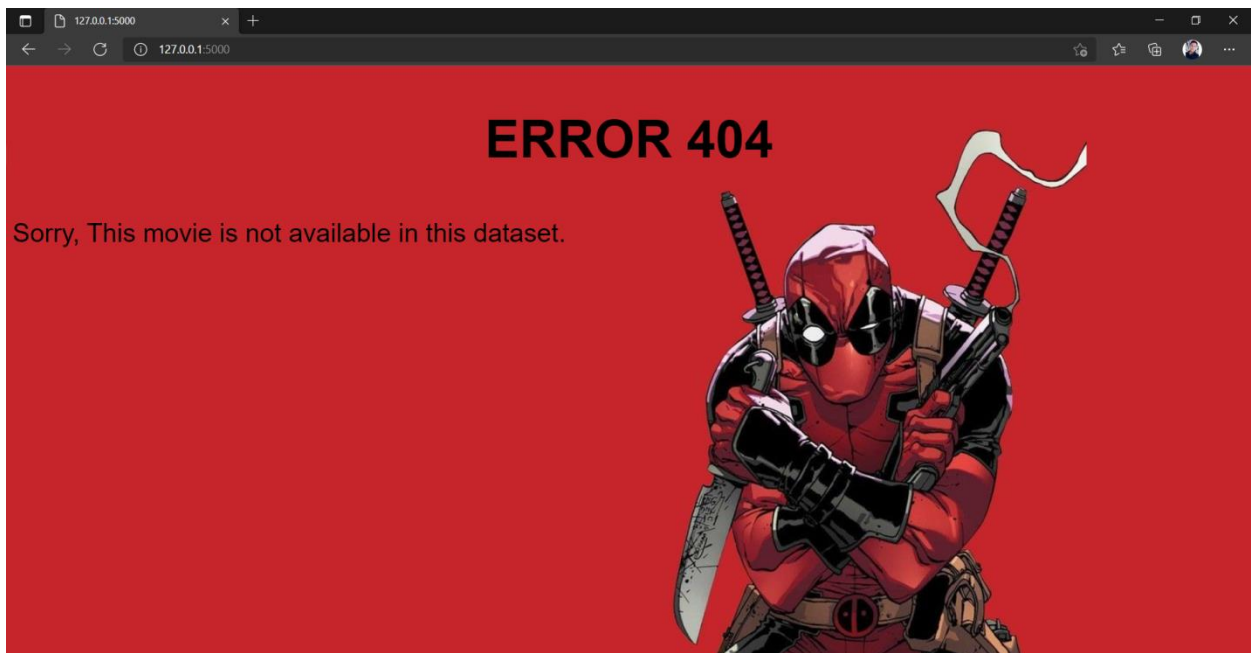 127.0.0.1:5000
127.0.0.1:5000
ERROR 404
Sorry, This movie is not available in this dataset.